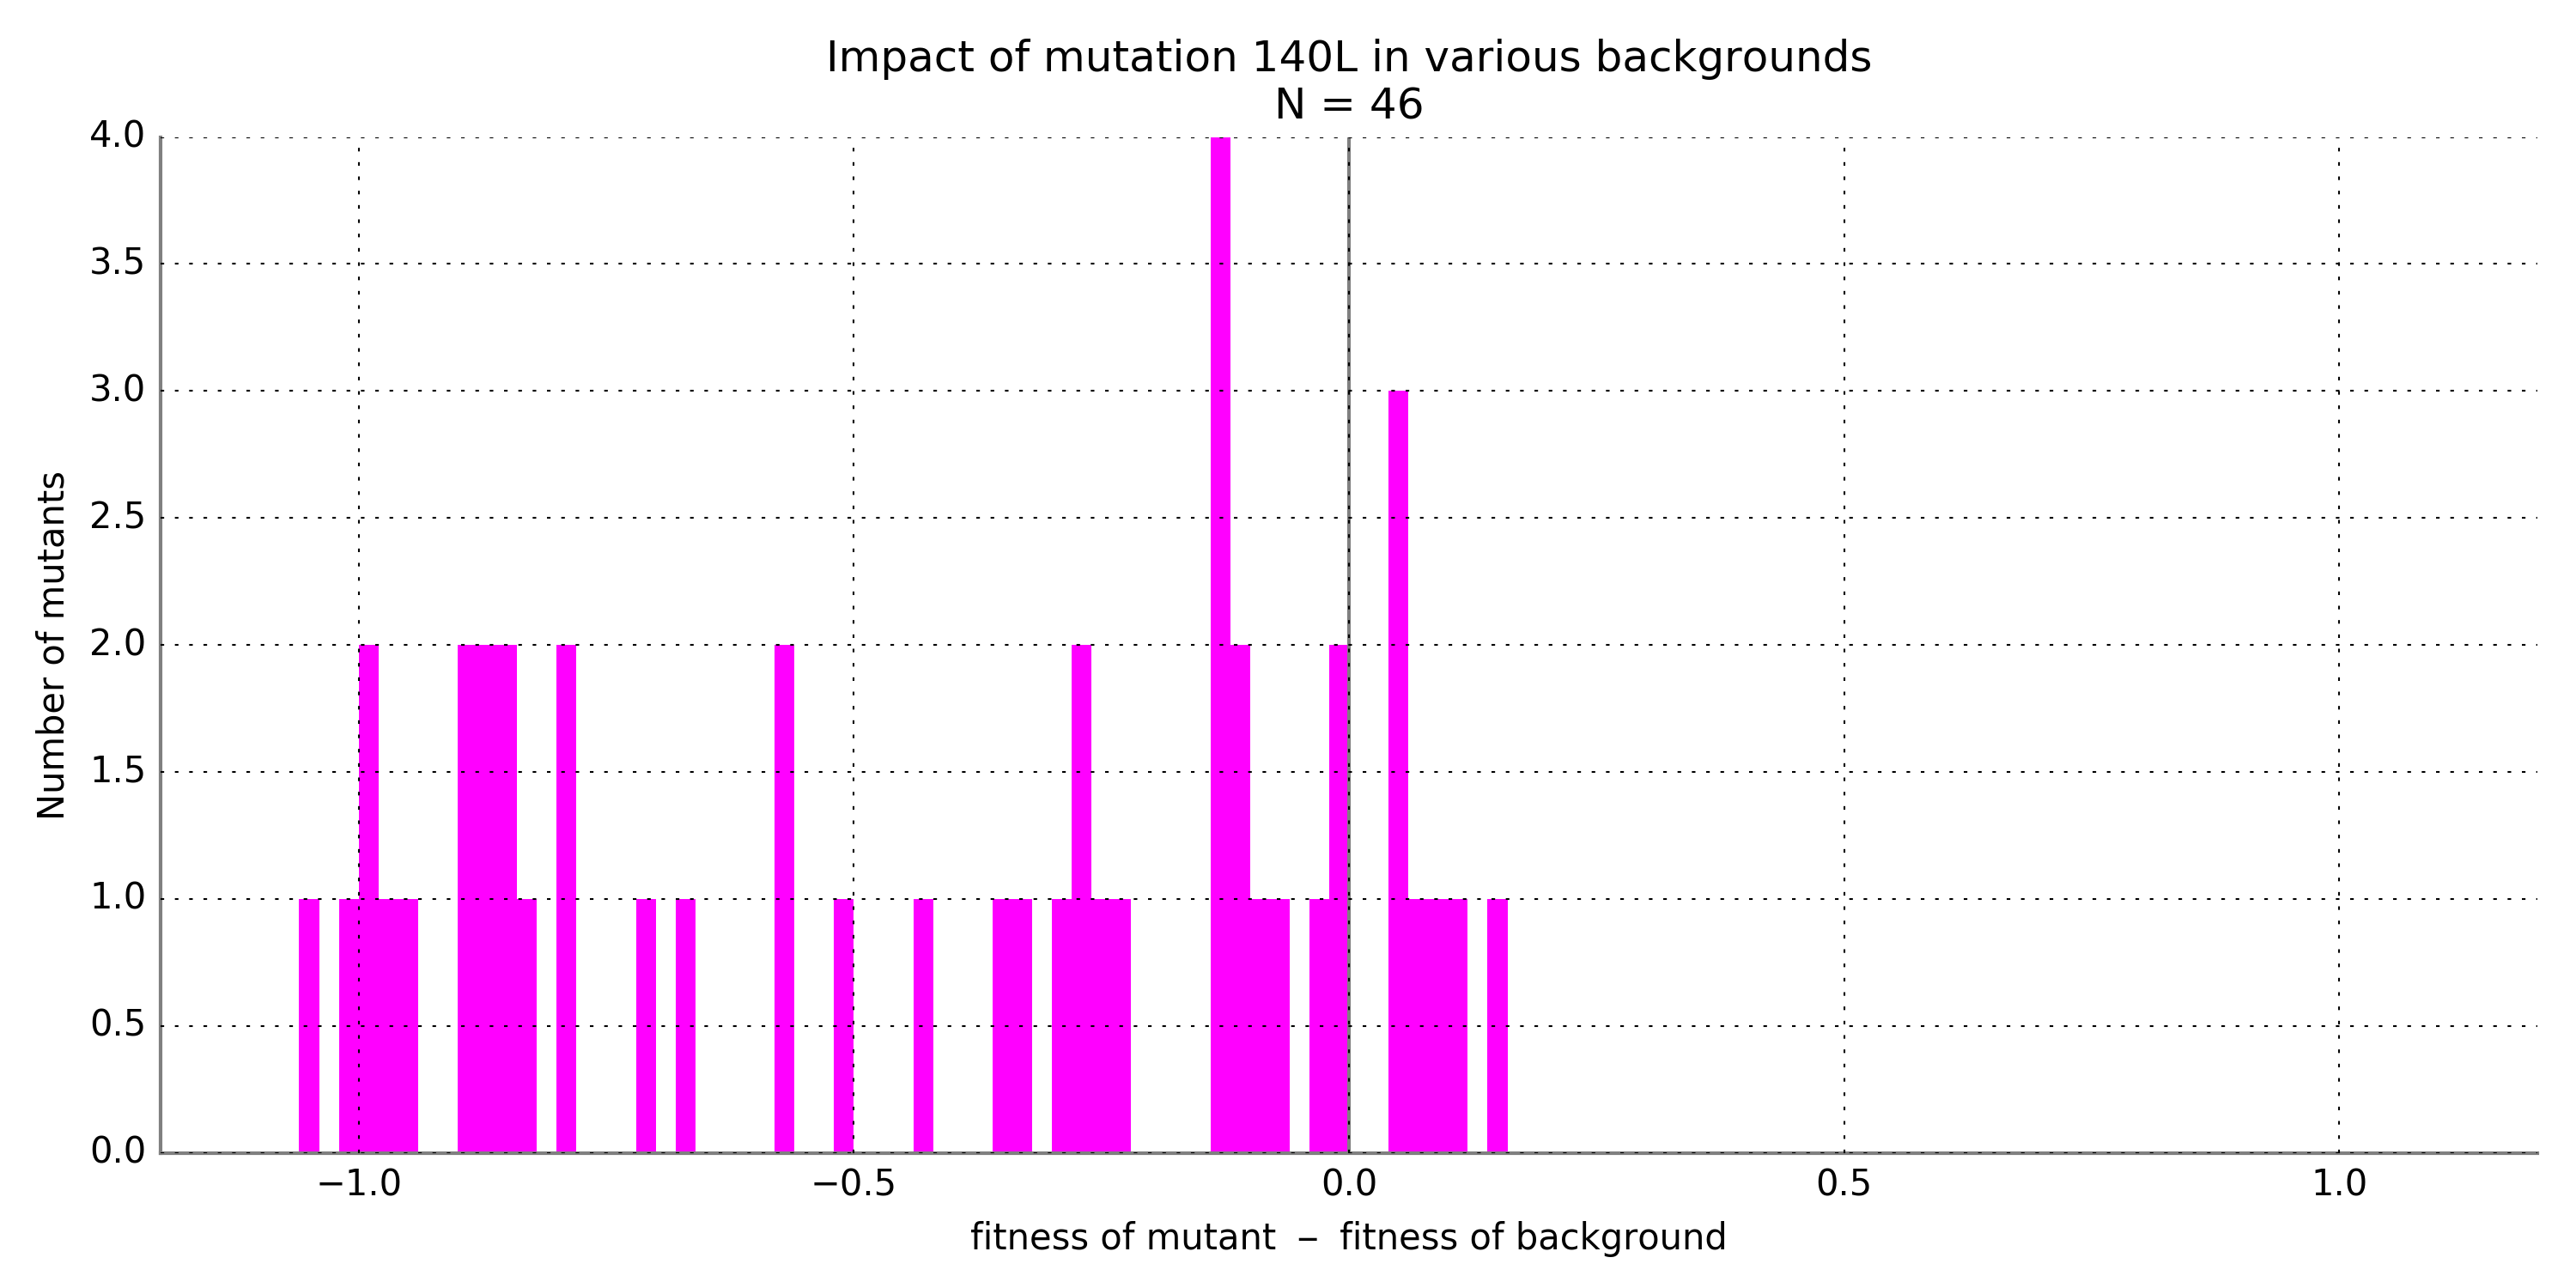 Impact of mutation 140L in various backgrounds
N = 46
4.0
3.5
3.0
2.5
2.0
1.5
1.0
0.5
0.0
Number of mutants
−1.0 −0.5 0.0 0.5 1.0
fitness of mutant − fitness of background